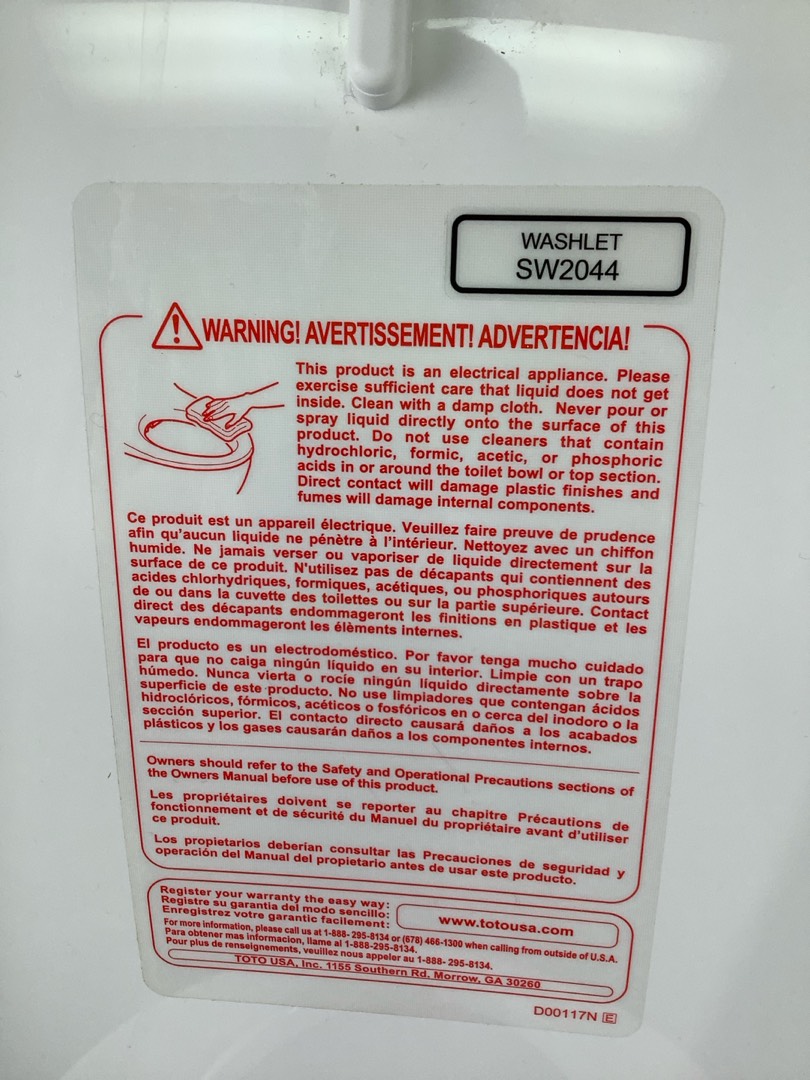 WASHLET
SW2044
WARNING! AVERTISSEMENT! ADVERTENCIA!
This product is an electrical appliance. Please
exercise sufficient care that liquid does not get
inside. Clean with a damp cloth. Never pour or
spray liquid directly onto the surface of this
product. Do not use cleaners that contain
hydrochloric, formic, acetic, or phosphoric
acids in or around the toilet bowl or top section.
Direct contact will damage plastic finishes and
fumes will damage internal components.
Ce produit est un appareil électrique. Veuillez faire preuve de prudence
afin qu'aucun liquide ne pénètre à l'intérieur. Nettoyez avec un chiffon
humide. Ne jamais verser ou vaporiser de liquide directement sur la
surface de ce produit. N'utilisez pas de décapants qui contiennent des
acides chlorhydriques, formiques, acétiques, ou phosphoriques autours
de ou dans la cuvette des toilettes ou sur la partie supérieure. Contact
direct des décapants endommageront les finitions en plastique et les
vapeurs endommageront les élèments internes.
El producto es un electrodoméstico. Por favor tenga mucho cuidado
para que no caiga ningún liquido en su interior. Limpie con un trapo
húmedo. Nunca vierta o rocíe ningún líquido directamente sobre la
superficie de este producto. No use limpiadores que contengan ácidos
hidroclóricos, fórmicos, acéticos o fosfóricos en o cerca del inodoro o la
sección superior. El contacto directo causará daños a los acabados
plásticos y los gases causarán daños a los componentes internos.
Owners should refer to the Safety and Operational Precautions sections of
the Owners Manual before use of this product.
Les propriétaires doivent se reporter au chapitre Précautions de
fonctionnement et de sécurité du Manuel du propriétaire avant d'utiliser
ce produit.
Los propietarios deberian consultar las Precauciones de seguridad y
operación del Manual del propietario antes de usar este producto.
Register your warranty the easy way:
Registre su garantia del modo sencillo:
Enregistrez votre garantie facilement:
www.totousa.com
For more information, please call us at 1-888- 295-8134 or (678) 466-1300 when calling from outside of U.S.A.
Para obtener mas informacion, llame al 1-888-295-8134.
Pour plus de renseignements, veuillez nous appeler au 1-888- 295-8134.
TOTO USA, Inc. 1155 Southern Rd. Morrow, GA 30260
D00117N E